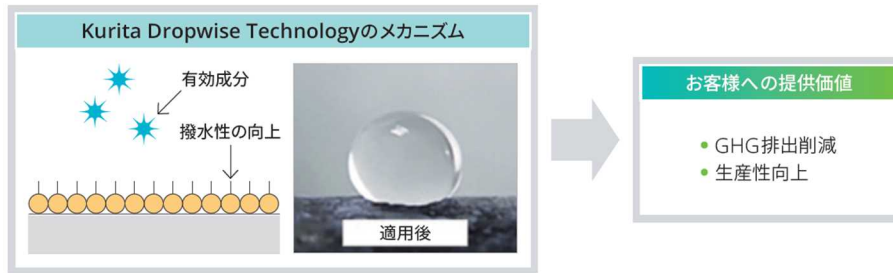 Kurita Dropwise Technologyのメカニズム
有効成分
撥水性の向上
適用後
お客様への提供価値
• GHG排出削減
• 生産性向上